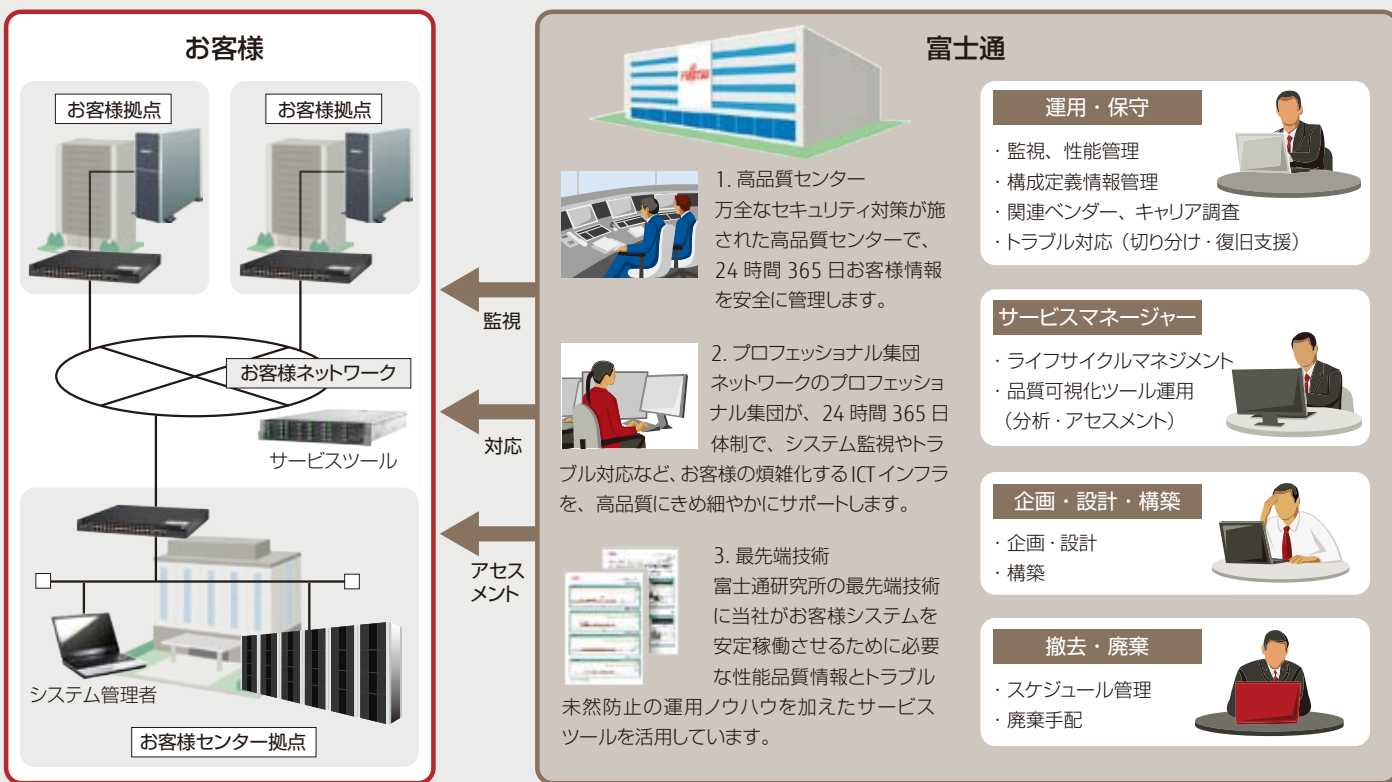 お客様
お客様拠点
お客様拠点
お客様ネットワーク
サービスツール
システム管理者
お客様センター拠点
監視
対応
アセス
メント
富士通
FUJITSU
1. 高品質センター
万全なセキュリティ対策が施
された高品質センターで、
24 時間 365 日お客様情報
を安全に管理します。
2. プロフェッショナル集団
ネットワークのプロフェッショ
ナル集団が、24 時間 365 日
体制で、システム監視やトラ
ブル対応など、お客様の煩雑化する ICT インフラ
を、高品質にきめ細やかにサポートします。
3. 最先端技術
富士通研究所の最先端技術
に当社がお客様システムを
安定稼働させるために必要
な性能品質情報とトラブル
未然防止の運用ノウハウを加えたサービス
ツールを活用しています。
運用・保守
・監視、性能管理
・構成定義情報管理
・関連ベンダー、キャリア調査
・トラブル対応（切り分け・復旧支援）
サービスマネージャー
・ライフサイクルマネジメント
・品質可視化ツール運用
（分析・アセスメント）
企画・設計・構築
・企画・設計
・構築
撤去・廃棄
・スケジュール管理
・廃棄手配